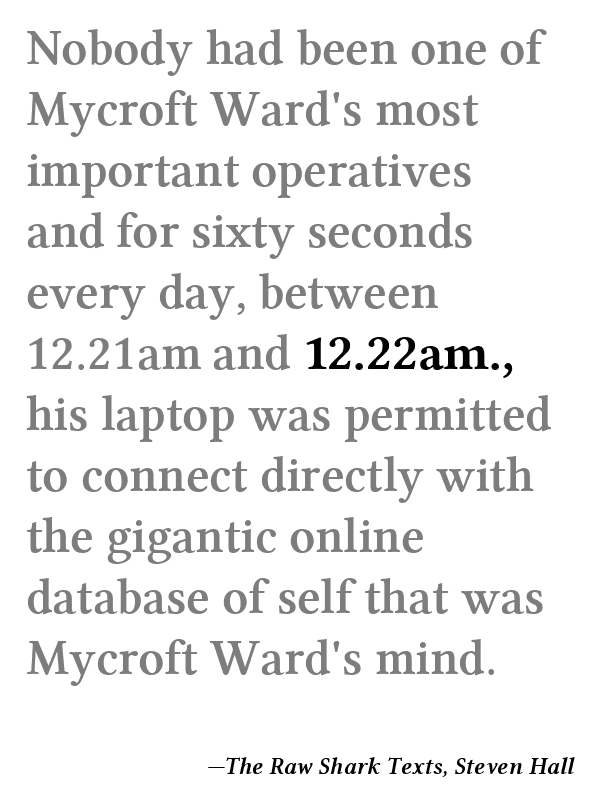 Nobody had been one of
Mycroft Ward's most
important operatives
and for sixty seconds
every day, between
12.21am and 12.22am.,
his laptop was permitted
to connect directly with
the gigantic online
database of self that was
Mycroft Ward's mind.
—The Raw Shark Texts, Steven Hall